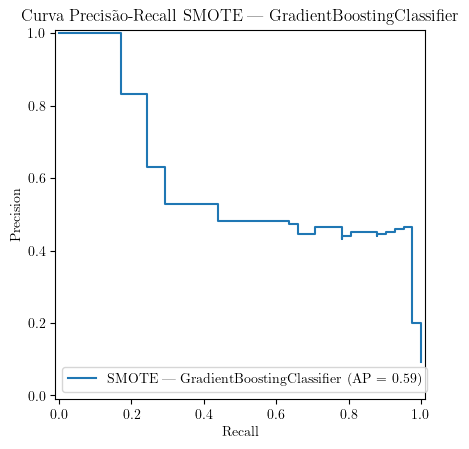 Curva Precisão-Recall SMOTE — GradientBoostingClassifier
1.0
0.8
0.6
0.4
0.2
0.0
Precision
SMOTE — GradientBoostingClassifier (AP = 0.59)
0.0 0.2 0.4 0.6 0.8 1.0
Recall